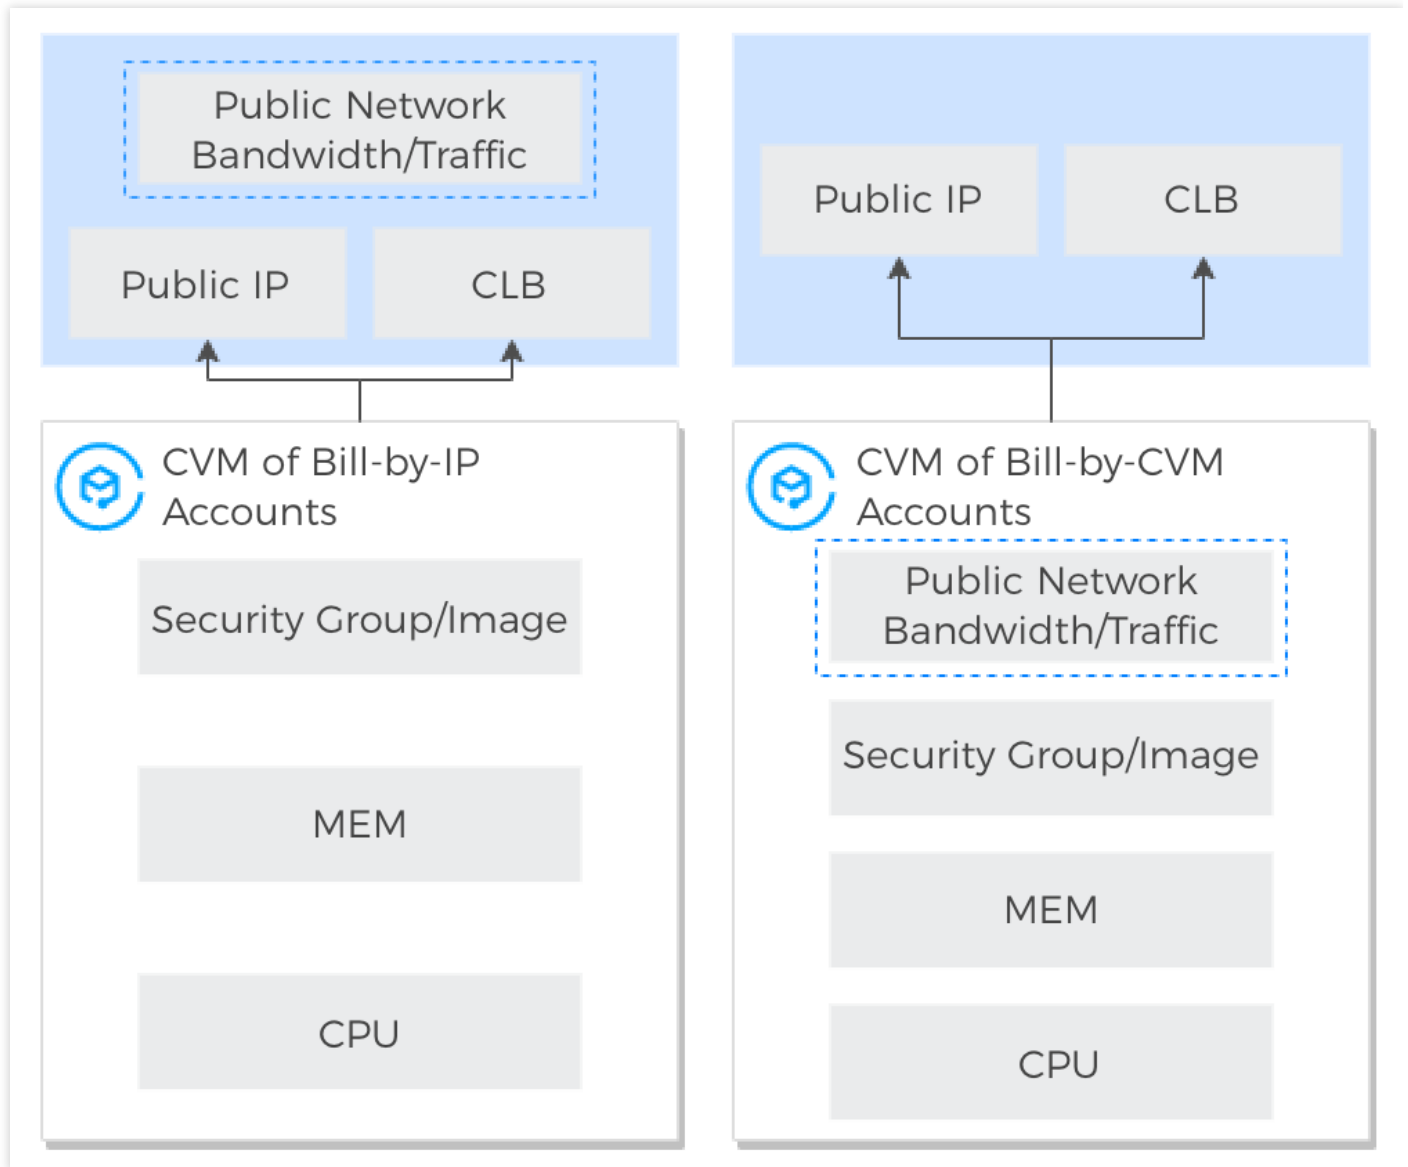 Public Network
Bandwidth/Traffic
Public IP
CLB
CVM of Bill-by-IP
Accounts
Security Group/Image
MEM
CPU
Public IP
CLB
CVM of Bill-by-CVM
Accounts
Public Network
Bandwidth/Traffic
Security Group/Image
MEM
CPU